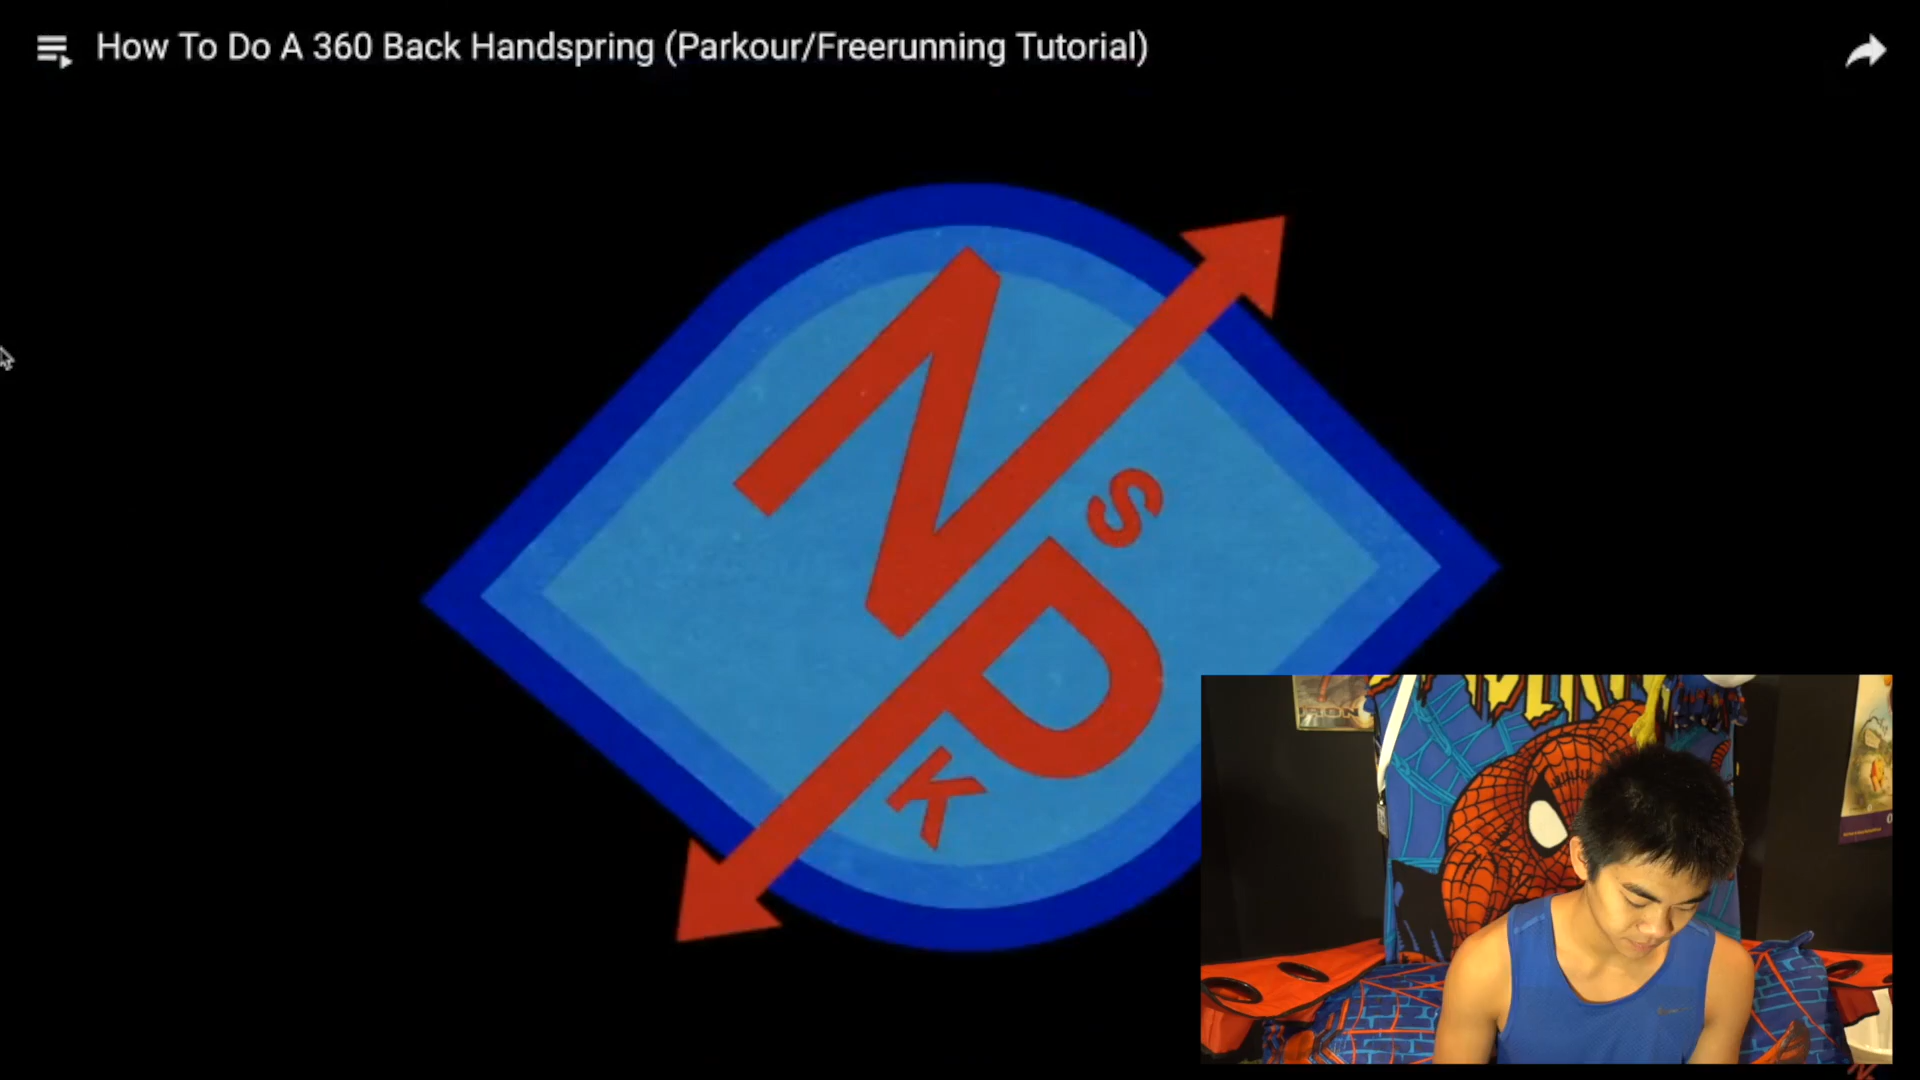 How To Do A 360 Back Handspring (Parkour/Freerunning Tutorial)
N
S
P
K